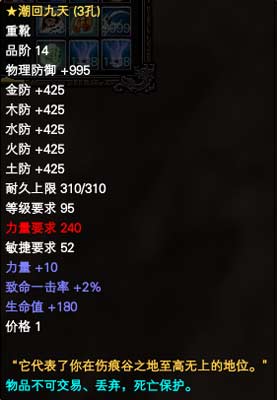 ★潮回九天 (3孔)
重靴
品阶 14
物理防御 +995
金防 +425
木防 +425
水防 +425
火防 +425
土防 +425
耐久上限 310/310
等级要求 95
力量要求 240
敏捷要求 52
力量 +10
致命一击率 +2%
生命值 +180
价格 1
“它代表了你在伤痕谷之地至高无上的地位。”
物品不可交易、丢弃，死亡保护。